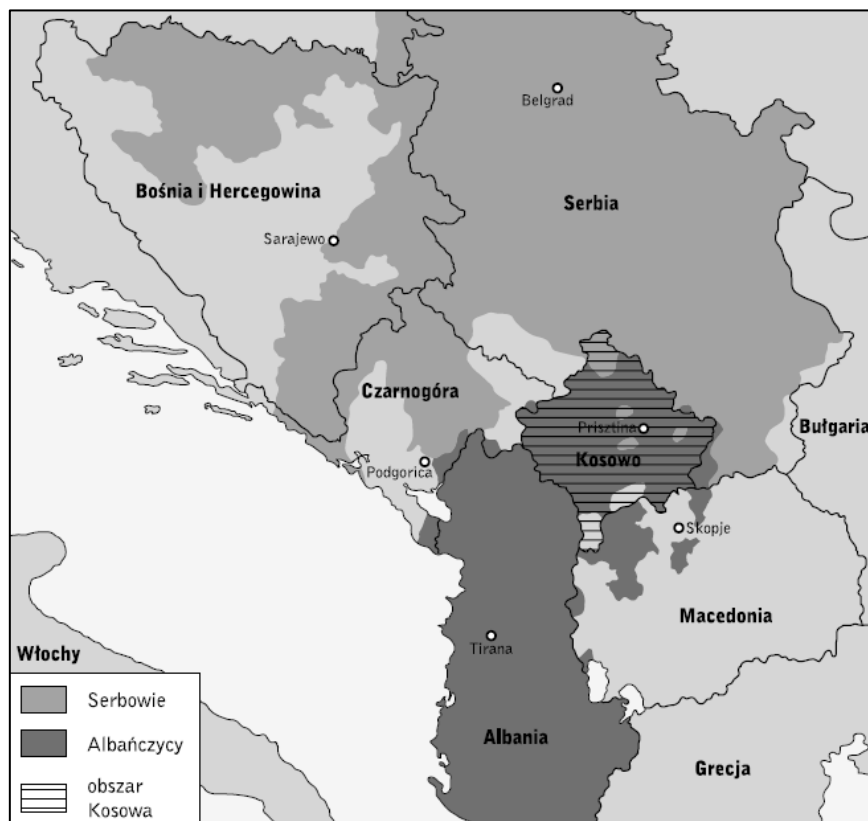 Belgrad
Bośnia i Hercegowina
Serbia
Sarajewo
Czarnogóra
Bułgaria
Prisztina
Kosowo
Podgorica
Skopje
Macedonia
Tirana
Włochy
Albania
Grecja
Serbowie
Albańczycy
obszar
Kosowa